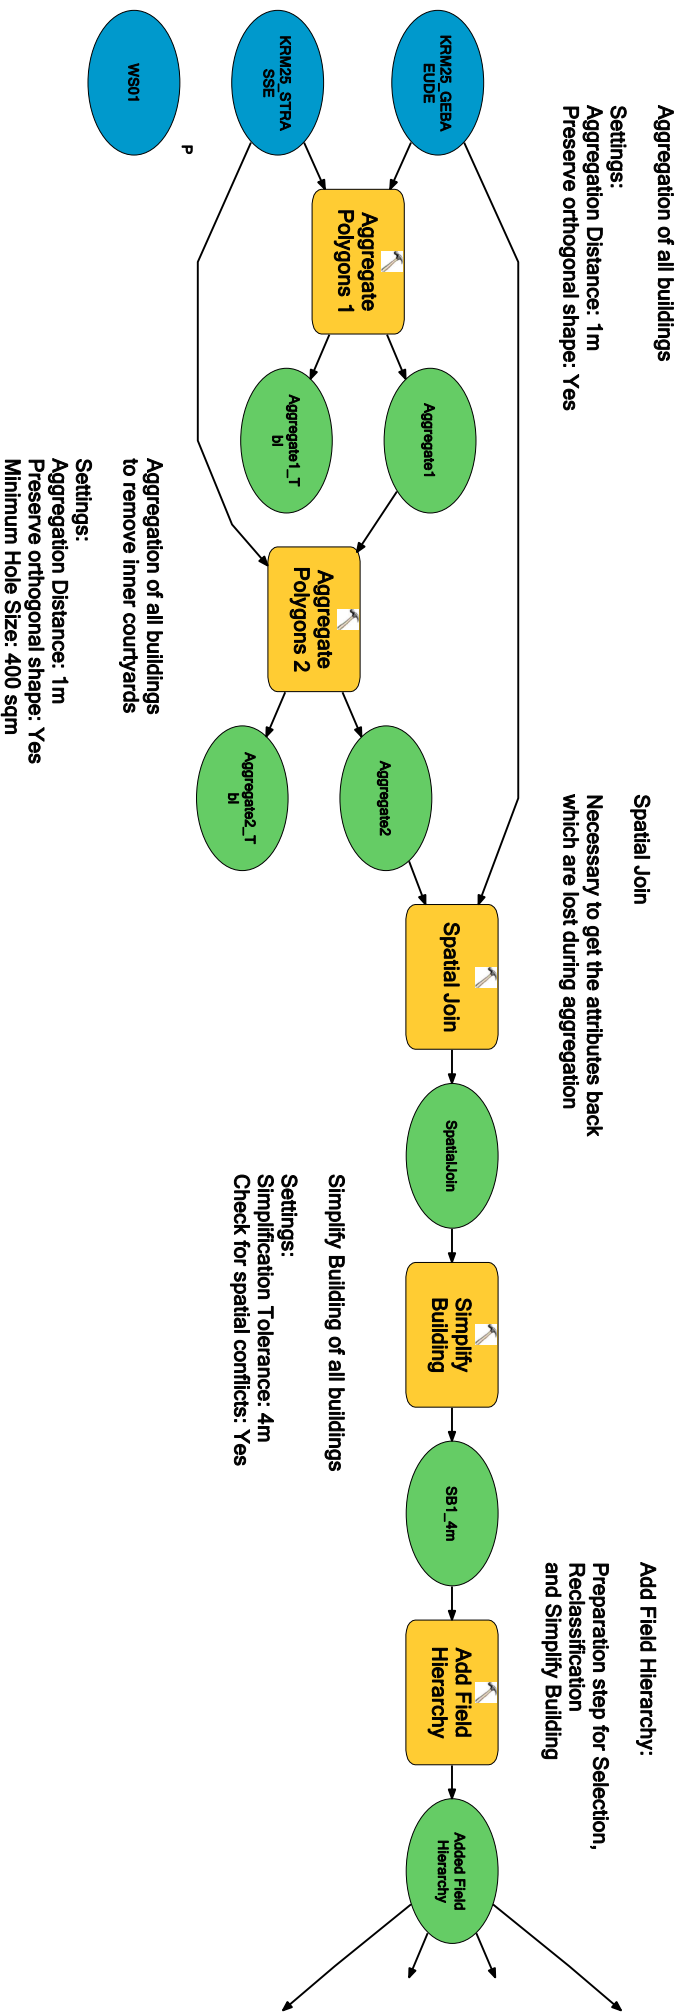 Aggregation of all buildings
Settings:
Aggregation Distance: 1m
Preserve orthogonal shape: Yes
KRM25_GEBA
EUDE
KRM25_STRA
SSE
WS01
P
Aggregate
Polygons 1
Aggregate1
Aggregate1_T
bl
Aggregation of all buildings
to remove inner courtyards
Settings:
Aggregation Distance: 1m
Preserve orthogonal shape: Yes
Minimum Hole Size: 400 sqm
Aggregate
Polygons 2
Aggregate2
Aggregate2_T
bl
Spatial Join
Necessary to get the attributes back
which are lost during aggregation
Spatial Join
SpatialJoin
Simplify Building of all buildings
Settings:
Simplification Tolerance: 4m
Check for spatial conflicts: Yes
Simplify
Building
SB1_4m
Add Field Hierarchy:
Preparation step for Selection,
Reclassification
and Simplify Building
Add Field
Hierarchy
Added Field
Hierarchy